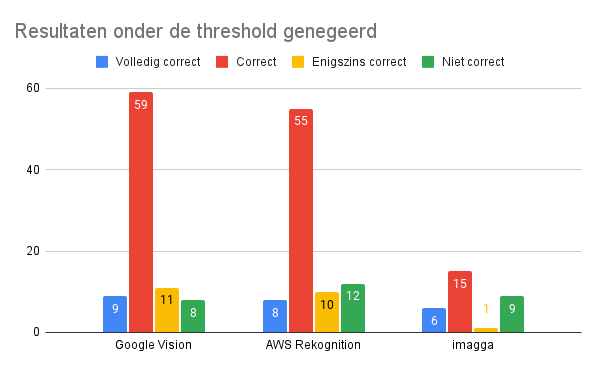 Resultaten onder de threshold genegeerd
Volledig correct Correct Enigszins correct Niet correct
60
40
20
0
9 59 11 8
8 55 10 12
6 15 1 9
Google Vision AWS Rekognition imagga